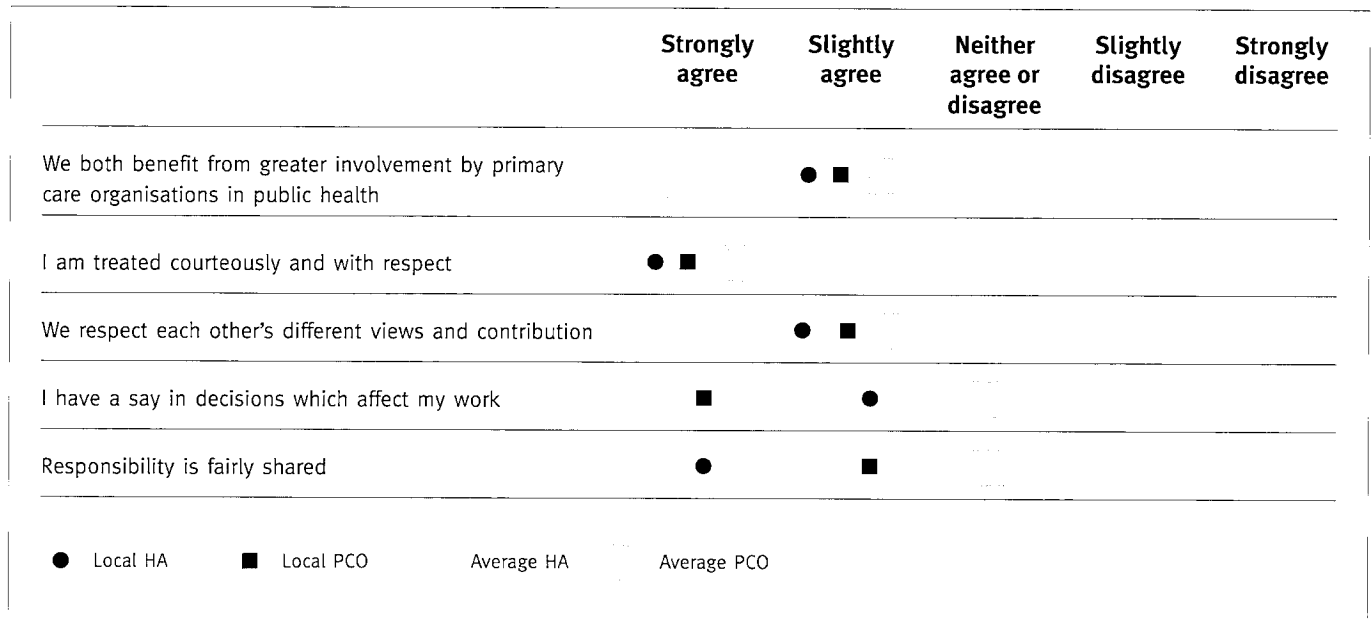 Strongly agree
Slightly agree
Neither agree or disagree
Slightly disagree
Strongly disagree
We both benefit from greater involvement by primary
care organisations in public health
I am treated courteously and with respect
We respect each other's different views and contribution
I have a say in decisions which affect my work
Responsibility is fairly shared
Local HA
Local PCO
Average HA
Average PCO